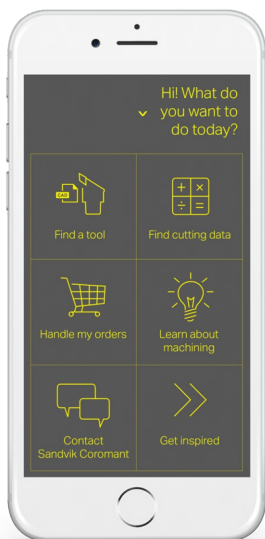 Hi! What do
you want to
do today?
CAD
Find a tool
Find cutting data
Handle my orders
Learn about
machining
Contact
Sandvik Coromant
Get inspired